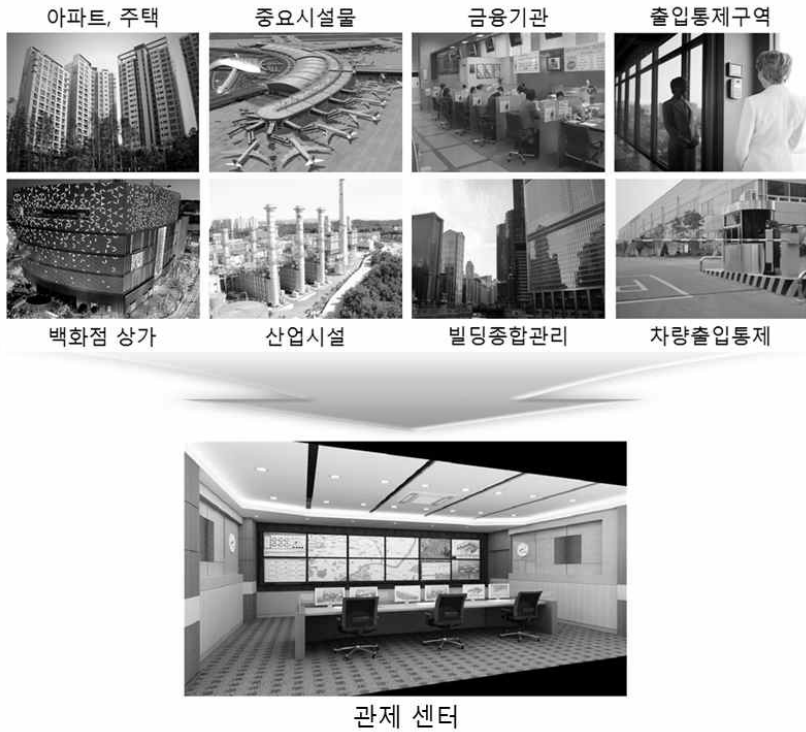 아파트, 주택
중요시설물
금융기관
출입통제구역
백화점 상가
산업시설
빌딩종합관리
차량출입통제
관제 센터